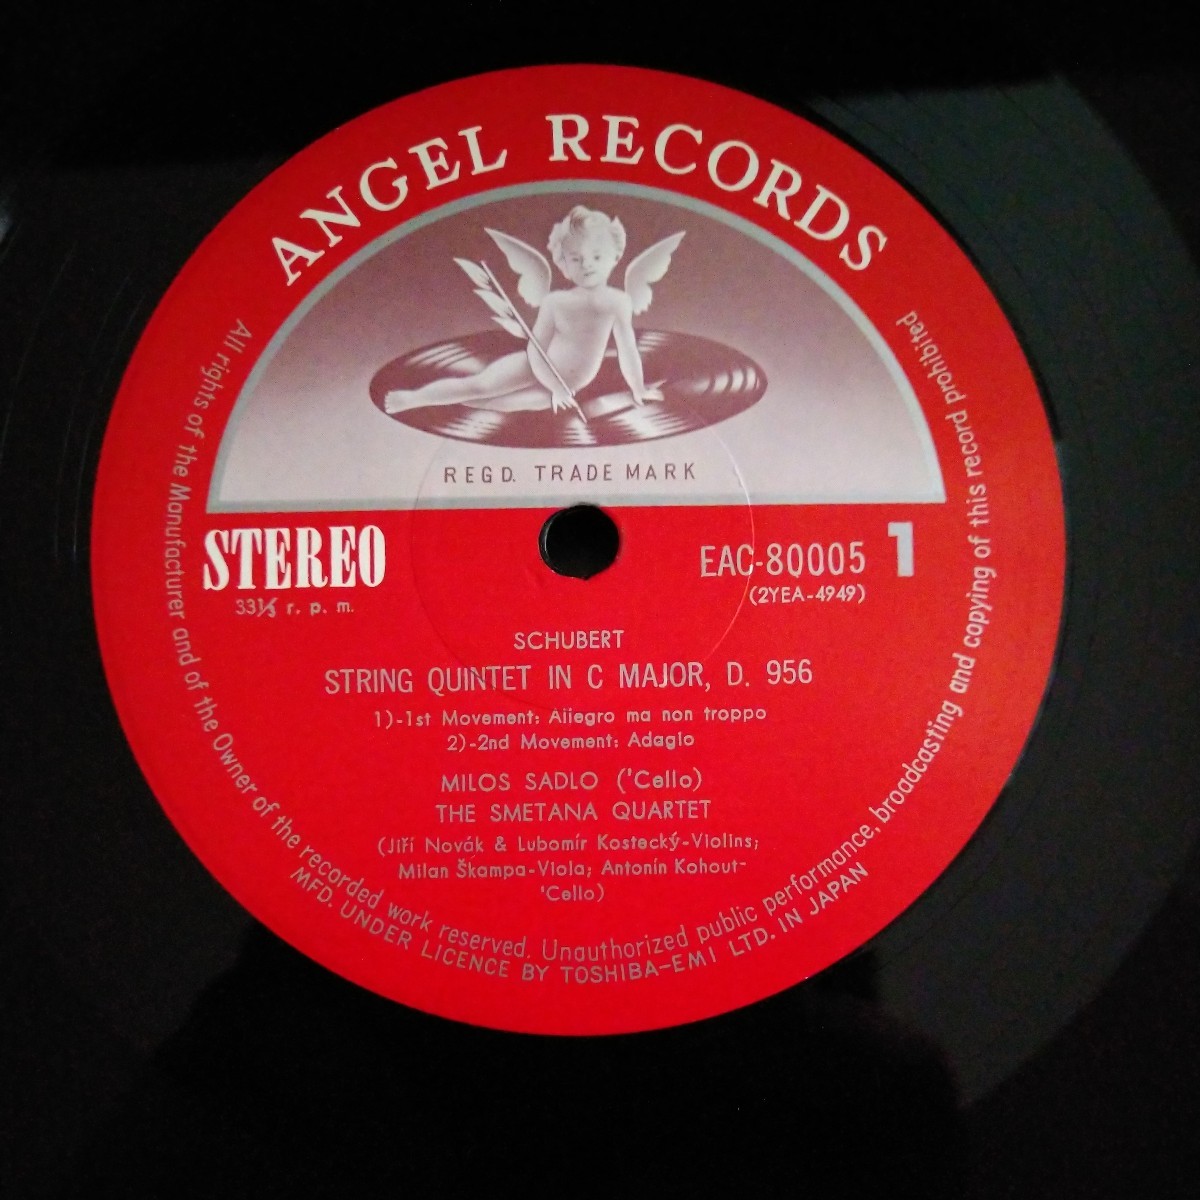 ANGEL RECORDS
REGD. TRADE MARK
STEREO
33⅓ r. p. m.
EAC-80005 1
(2YEA-4949)
SCHUBERT
STRING QUINTET IN C MAJOR, D. 956
1)-1st Movement: Allegro ma non troppo
2)-2nd Movement: Adagio
MILOS SADLO ('Cello)
THE SMETANA QUARTET
(Jiří Novák & Lubomír Kostecký-Violins;
Milan Škampa-Viola; Antonín Kohout-
'Cello)
All rights of the Manufacturer and of the Owner of the recorded work reserved. Unauthorized public performance, broadcasting and copying of this record prohibited
MFD. UNDER LICENCE BY TOSHIBA-EMI LTD. IN JAPAN